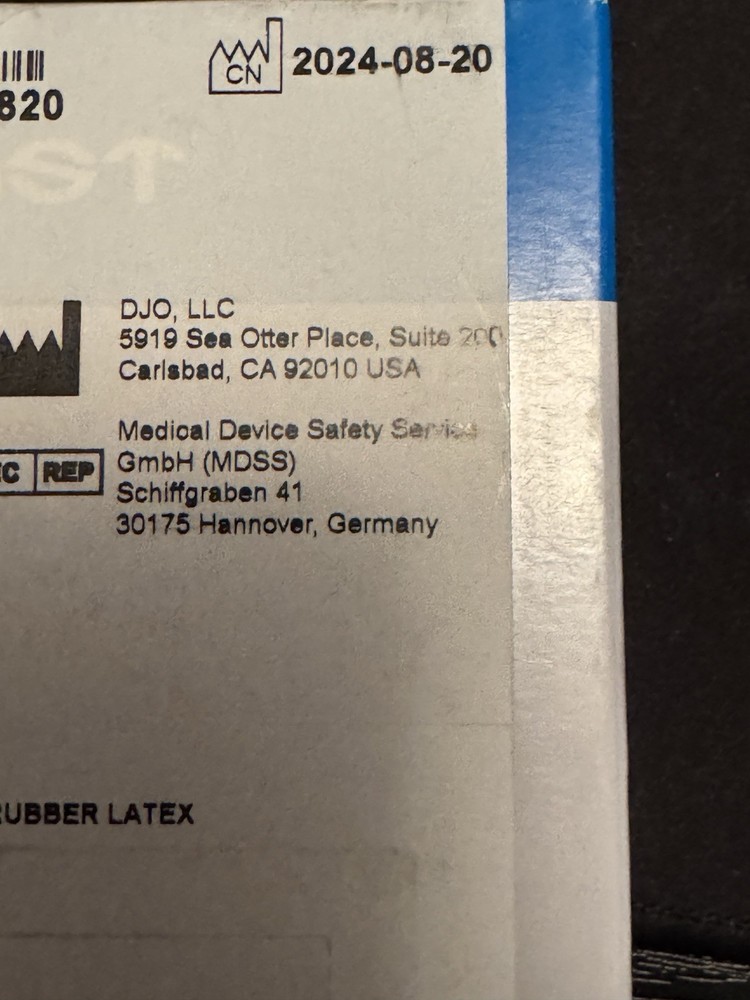 820
CN 2024-08-20
DJO, LLC
5919 Sea Otter Place, Suite 200
Carlsbad, CA 92010 USA
Medical Device Safety Service
REP GmbH (MDSS)
Schiffgraben 41
30175 Hannover, Germany
RUBBER LATEX